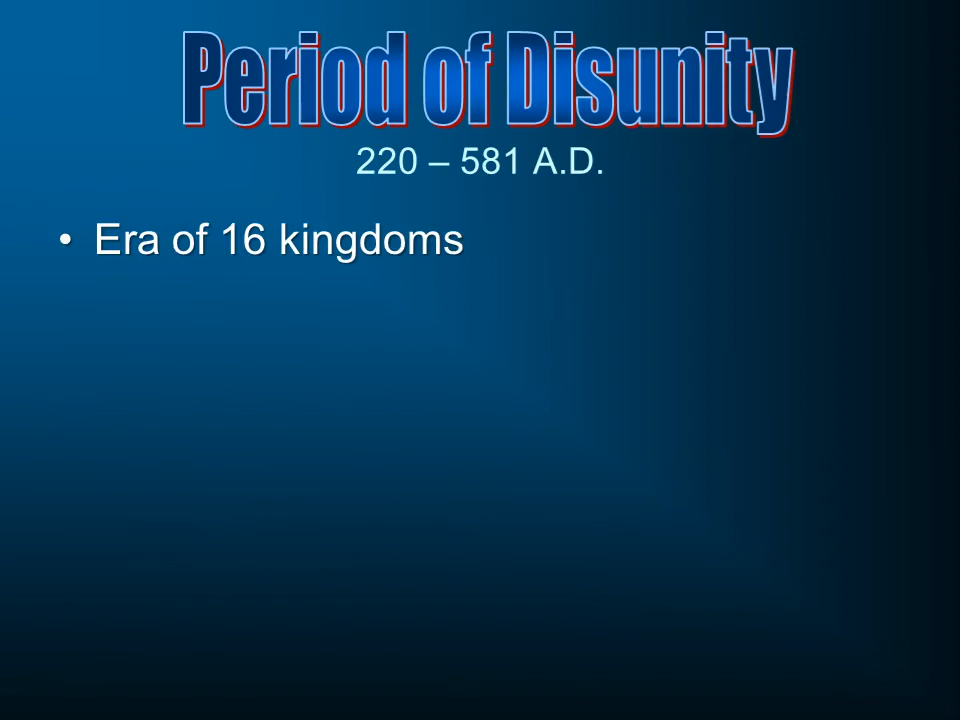 Period of Disunity
220 – 581 A.D.
• Era of 16 kingdoms